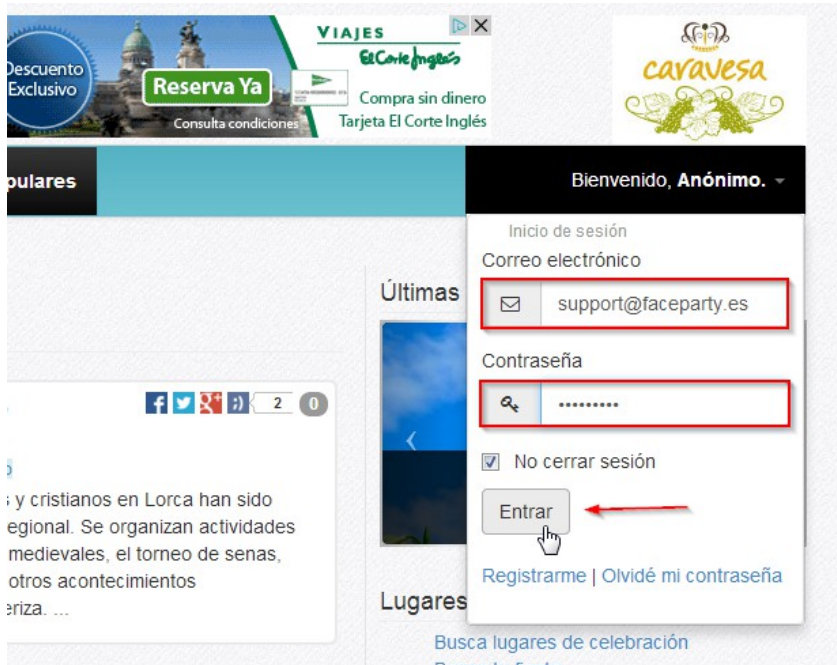 Descuento
Exclusivo
Reserva Ya
Consulta condiciones
VIAJES
El Corte Inglés
Compra sin dinero
Tarjeta El Corte Inglés
caravesa
pulares
Bienvenido, Anónimo.
Inicio de sesión
Correo electrónico
support@faceparty.es
Contraseña
•••••••••
No cerrar sesión
Entrar
Registrarme | Olvidé mi contraseña
Últimas
2
0
s y cristianos en Lorca han sido
egional. Se organizan actividades
medievales, el torneo de senas,
otros acontecimientos
eriza. ...
Lugares
Busca lugares de celebración